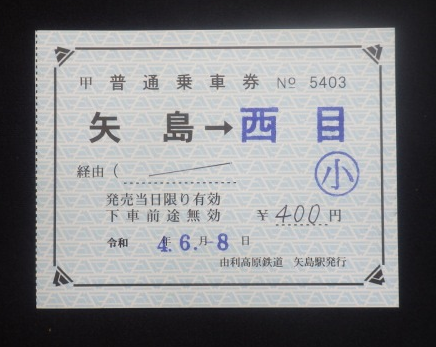 甲 普通乗車券 No 5403
矢島→西目
小
経由(
発売当日限り有効
下車前途無効 ￥400円
令和 4年6月8日
由利高原鉄道 矢島駅発行